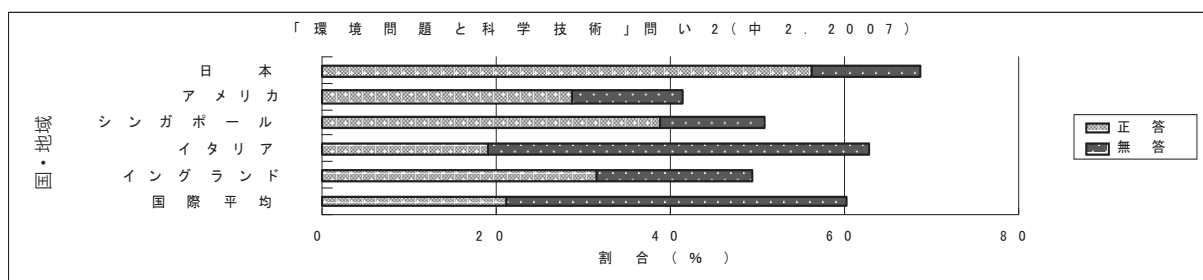 「環境問題と科学技術」問い2(中2.2007)
日本
アメリカ
シンガポール
イタリア
イングランド
国際平均
国・地域
0 20 40 60 80
割合(%)
正答
無答